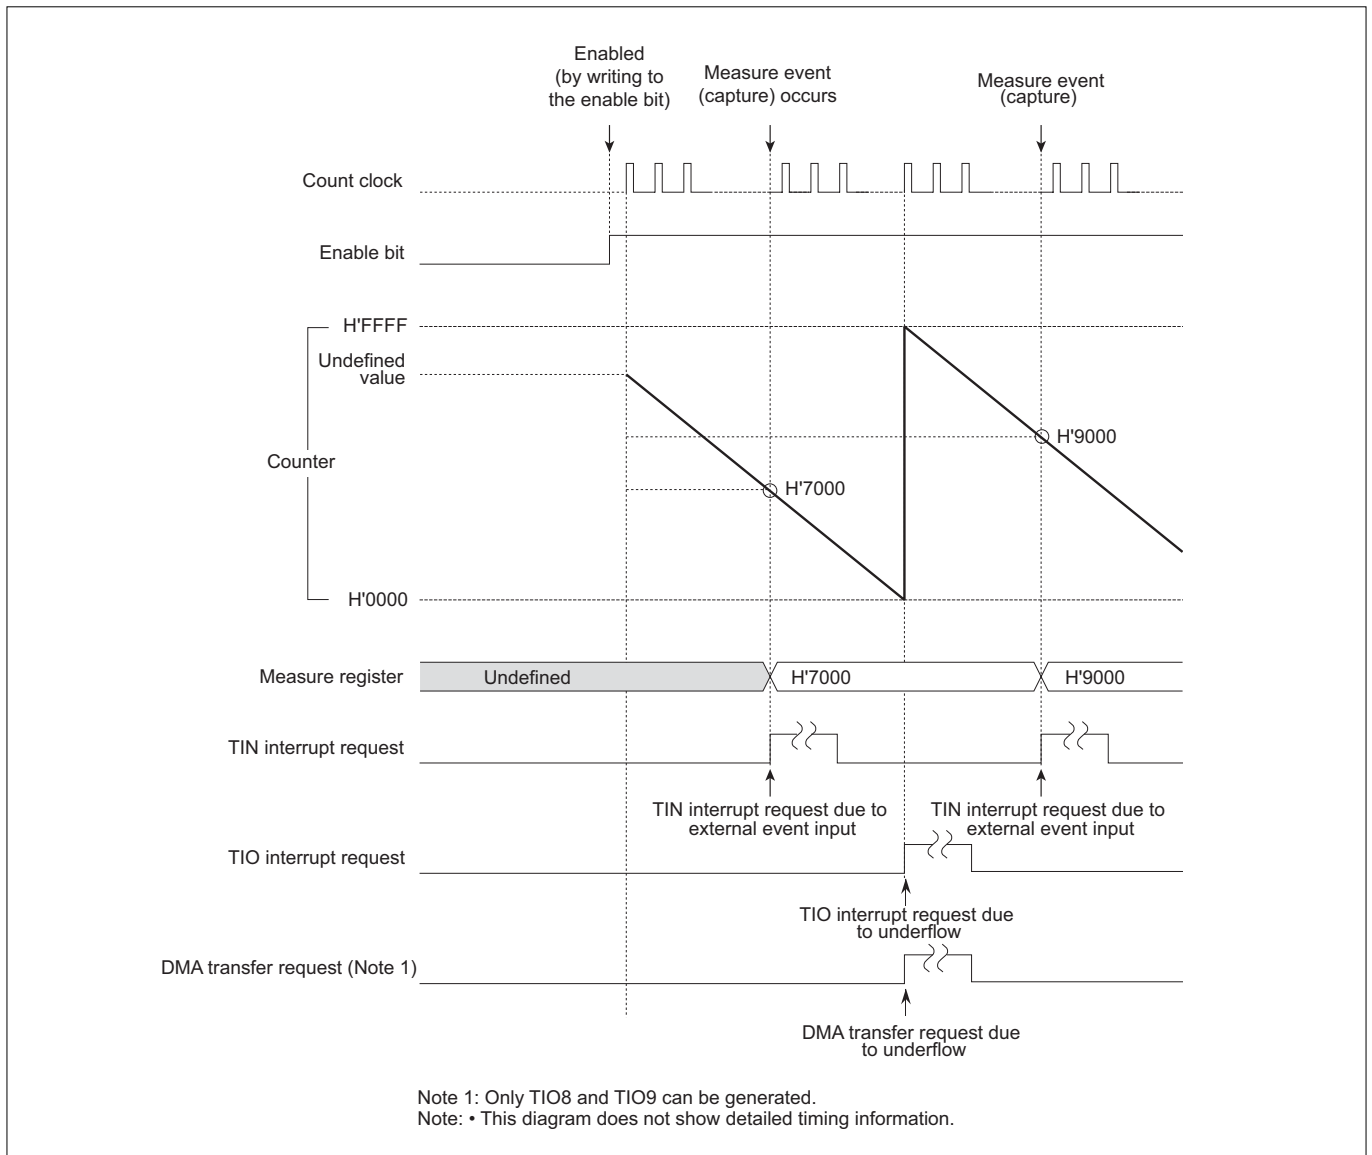 Enabled
(by writing to
the enable bit)
Measure event
(capture) occurs
Measure event
(capture)
Count clock
Enable bit
H'FFFF
Undefined
value
Counter
H'9000
H'7000
H'0000
Measure register
Undefined
H'7000
H'9000
TIN interrupt request
TIN interrupt request due to
external event input
TIN interrupt request due to
external event input
TIO interrupt request
TIO interrupt request due
to underflow
DMA transfer request (Note 1)
DMA transfer request due
to underflow
Note 1: Only TIO8 and TIO9 can be generated.
Note: • This diagram does not show detailed timing information.